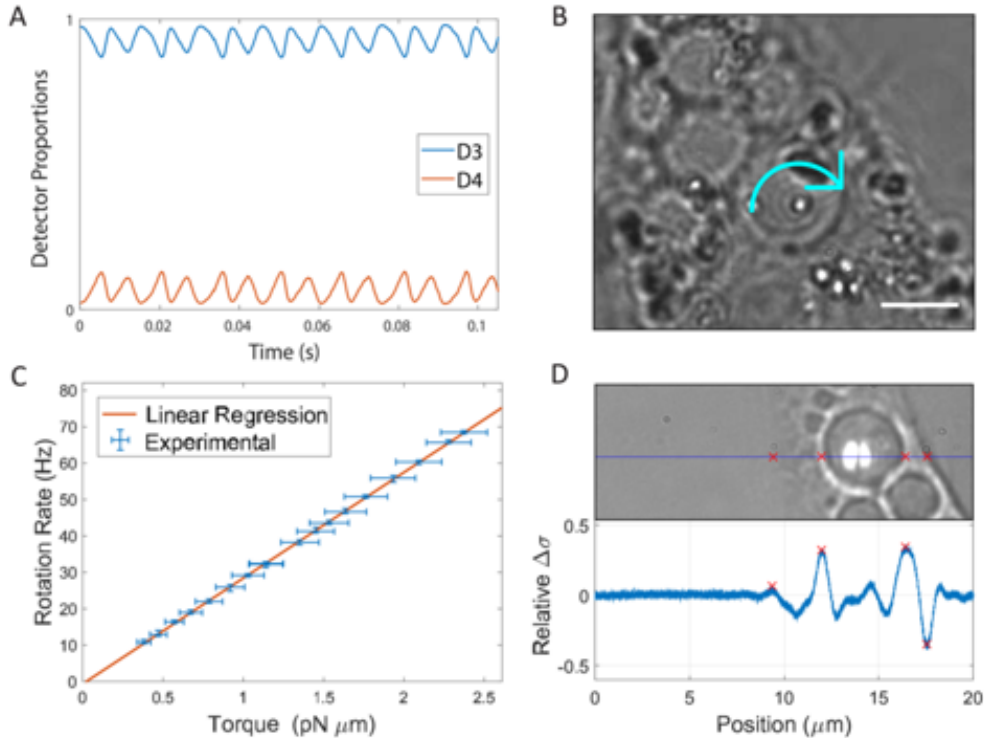 A
1
Detector Proportions
D3
D4
0
0
0.02
0.04
0.06
0.08
0.1
Time (s)
B
C
80
70
60
50
40
30
20
10
0
Rotation Rate (Hz)
Linear Regression
Experimental
0
0.5
1
1.5
2
2.5
Torque (pN μm)
D
0.5
0
-0.5
Relative Δσ
0
5
10
15
20
Position (μm)